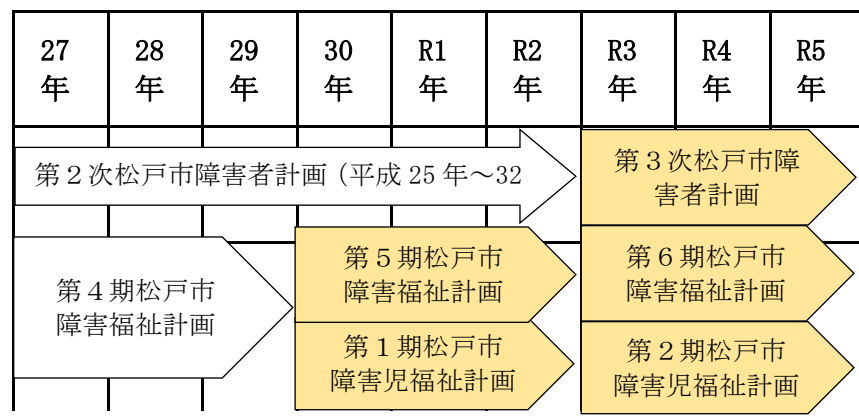 27 28 29 30 R1 R2 R3 R4 R5
年 年 年 年 年 年 年 年 年
第２次松戸市障害者計画（平成 25 年～32
第３次松戸市障
害者計画
第４期松戸市
障害福祉計画
第５期松戸市
障害福祉計画
第６期松戸市
障害福祉計画
第１期松戸市
障害児福祉計画
第２期松戸市
障害児福祉計画